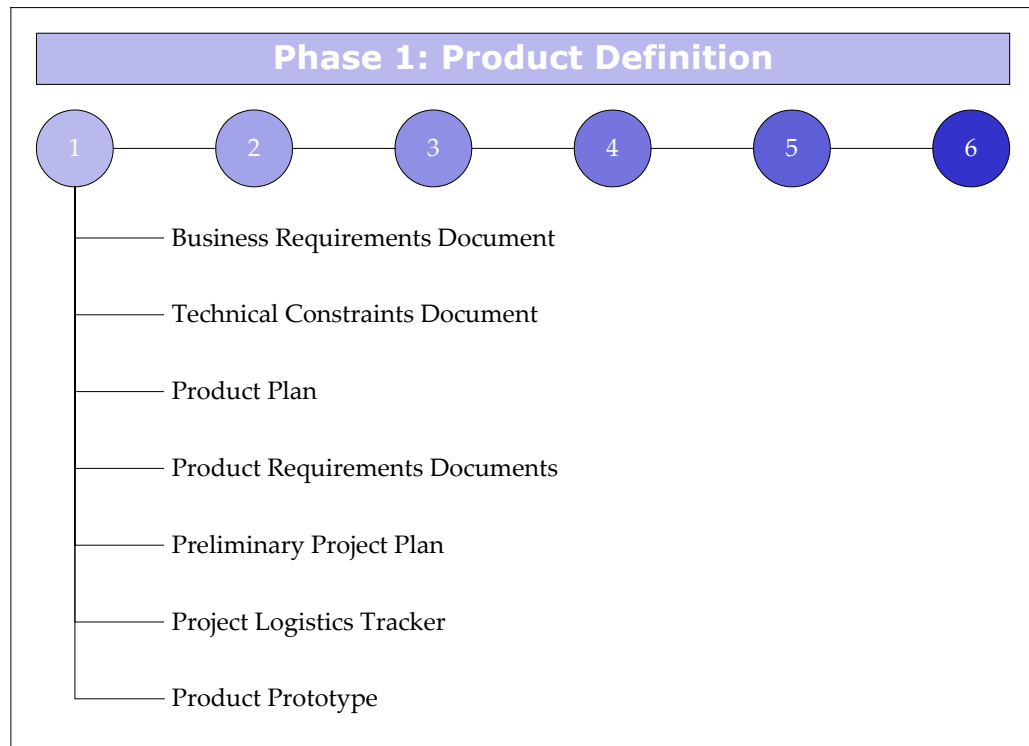 Phase 1: Product Definition
1 2 3 4 5 6
Business Requirements Document
Technical Constraints Document
Product Plan
Product Requirements Documents
Preliminary Project Plan
Project Logistics Tracker
Product Prototype